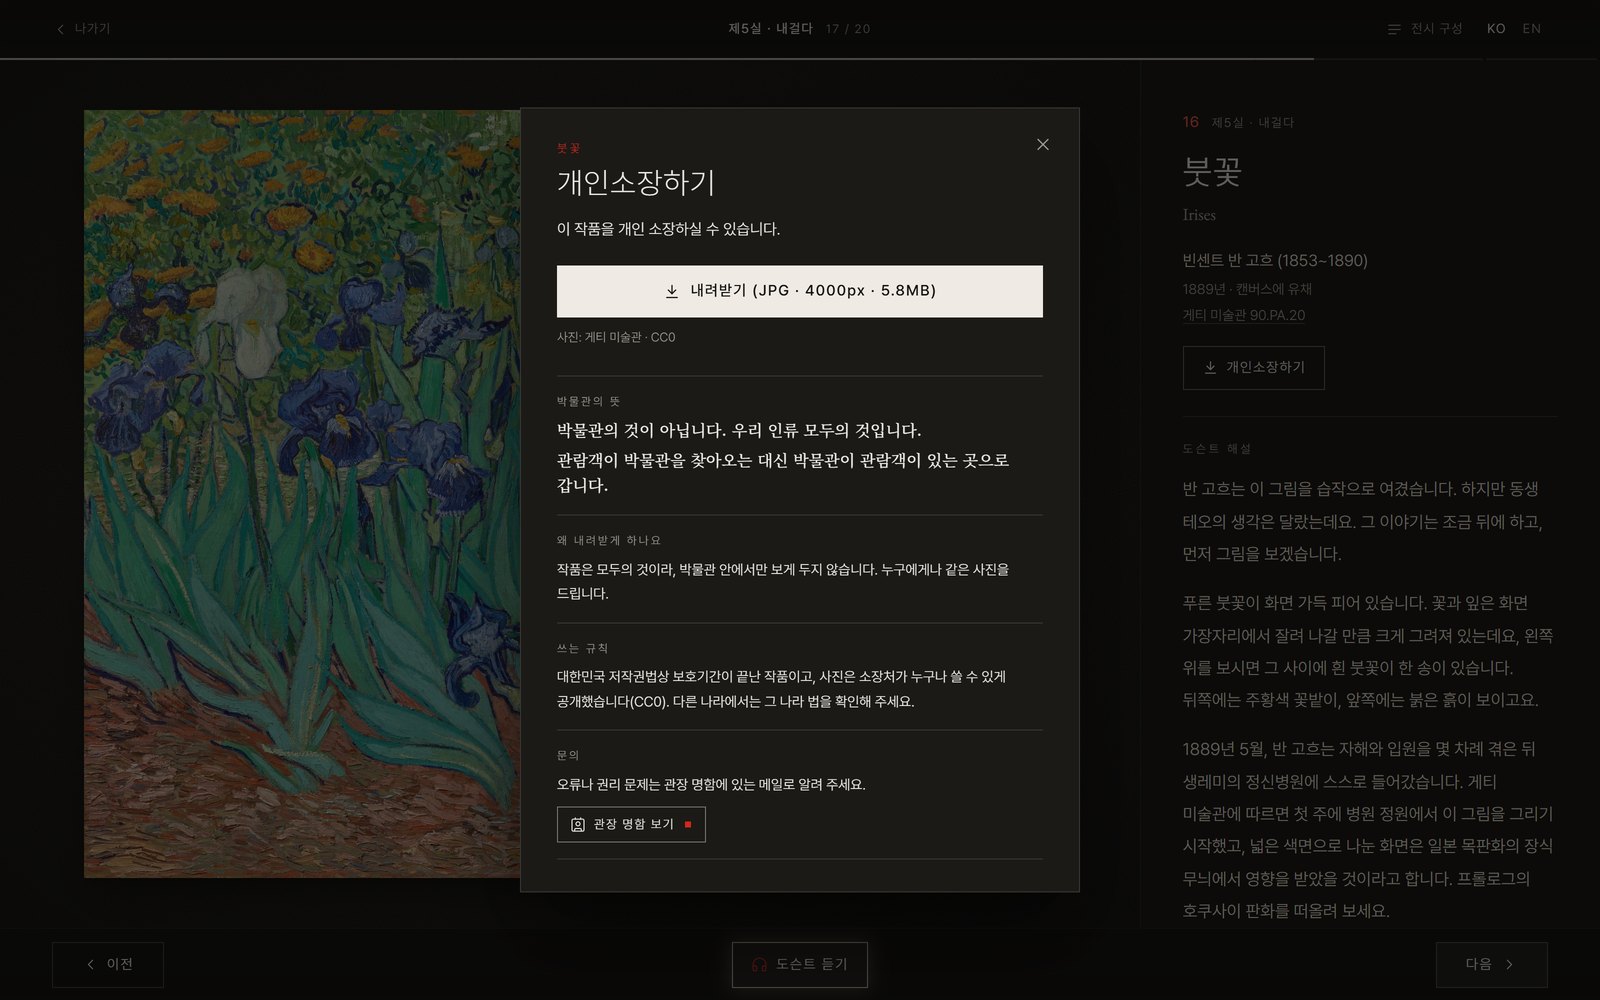 나가기
제5실 · 내걸다 17 / 20
전시 구성 KO EN
붓꽃
개인소장하기
이 작품을 개인 소장하실 수 있습니다.
내려받기 (JPG · 4000px · 5.8MB)
사진: 게티 미술관 · CC0
박물관의 뜻
박물관의 것이 아닙니다. 우리 인류 모두의 것입니다.
관람객이 박물관을 찾아오는 대신 박물관이 관람객이 있는 곳으로
갑니다.
왜 내려받게 하나요
작품은 모두의 것이라, 박물관 안에서만 보게 두지 않습니다. 누구에게나 같은 사진을
드립니다.
쓰는 규칙
대한민국 저작권법상 보호기간이 끝난 작품이고, 사진은 소장처가 누구나 쓸 수 있게
공개했습니다(CC0). 다른 나라에서는 그 나라 법을 확인해 주세요.
문의
오류나 권리 문제는 관장 명함에 있는 메일로 알려 주세요.
관장 명함 보기
16 제5실 · 내걸다
붓꽃
Irises
빈센트 반 고흐 (1853~1890)
1889년 · 캔버스에 유채
게티 미술관 90.PA.20
개인소장하기
도슨트 해설
반 고흐는 이 그림을 습작으로 여겼습니다. 하지만 동생
테오의 생각은 달랐는데요. 그 이야기는 조금 뒤에 하고,
먼저 그림을 보겠습니다.
푸른 붓꽃이 화면 가득 피어 있습니다. 꽃과 잎은 화면
가장자리에서 잘려 나갈 만큼 크게 그려져 있는데요, 왼쪽
위를 보시면 그 사이에 흰 붓꽃이 한 송이 있습니다.
뒤쪽에는 주황색 꽃밭이, 앞쪽에는 붉은 흙이 보이고요.
1889년 5월, 반 고흐는 자해와 입원을 몇 차례 겪은 뒤
생레미의 정신병원에 스스로 들어갔습니다. 게티
미술관에 따르면 첫 주에 병원 정원에서 이 그림을 그리기
시작했고, 넓은 색면으로 나눈 화면은 일본 목판화의 장식
무늬에서 영향을 받았을 것이라고 합니다. 프롤로그의
호쿠사이 판화를 떠올려 보세요.
이전
도슨트 듣기
다음